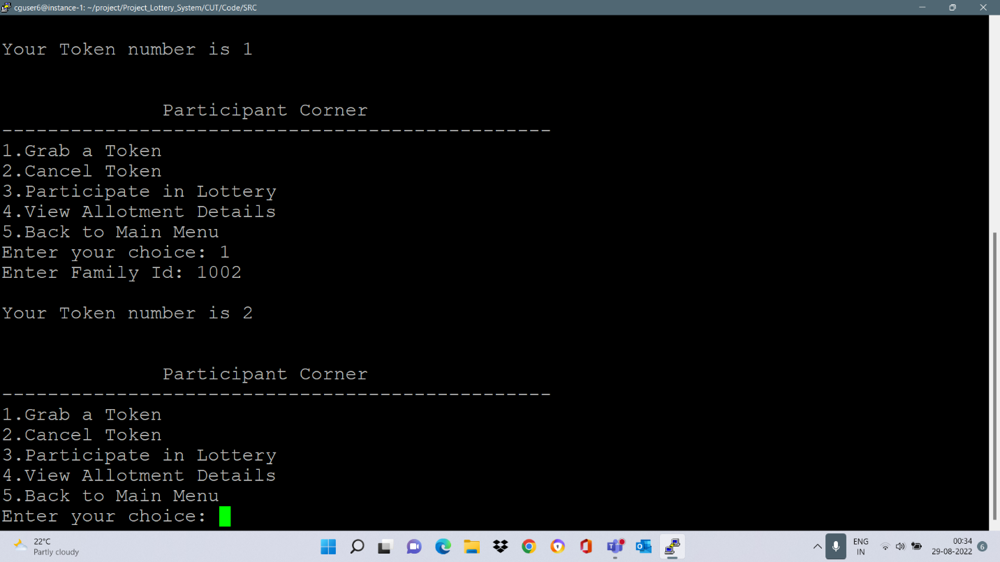 cguser6@instance-1: ~/project/Project_Lottery_System/CUT/Code/SRC
Your Token number is 1
Participant Corner
------------------------------------------------
1.Grab a Token
2.Cancel Token
3.Participate in Lottery
4.View Allotment Details
5.Back to Main Menu
Enter your choice: 1
Enter Family Id: 1002
Your Token number is 2
Participant Corner
------------------------------------------------
1.Grab a Token
2.Cancel Token
3.Participate in Lottery
4.View Allotment Details
5.Back to Main Menu
Enter your choice:
22°C
Partly cloudy
ENG
IN
00:34
29-08-2022
6